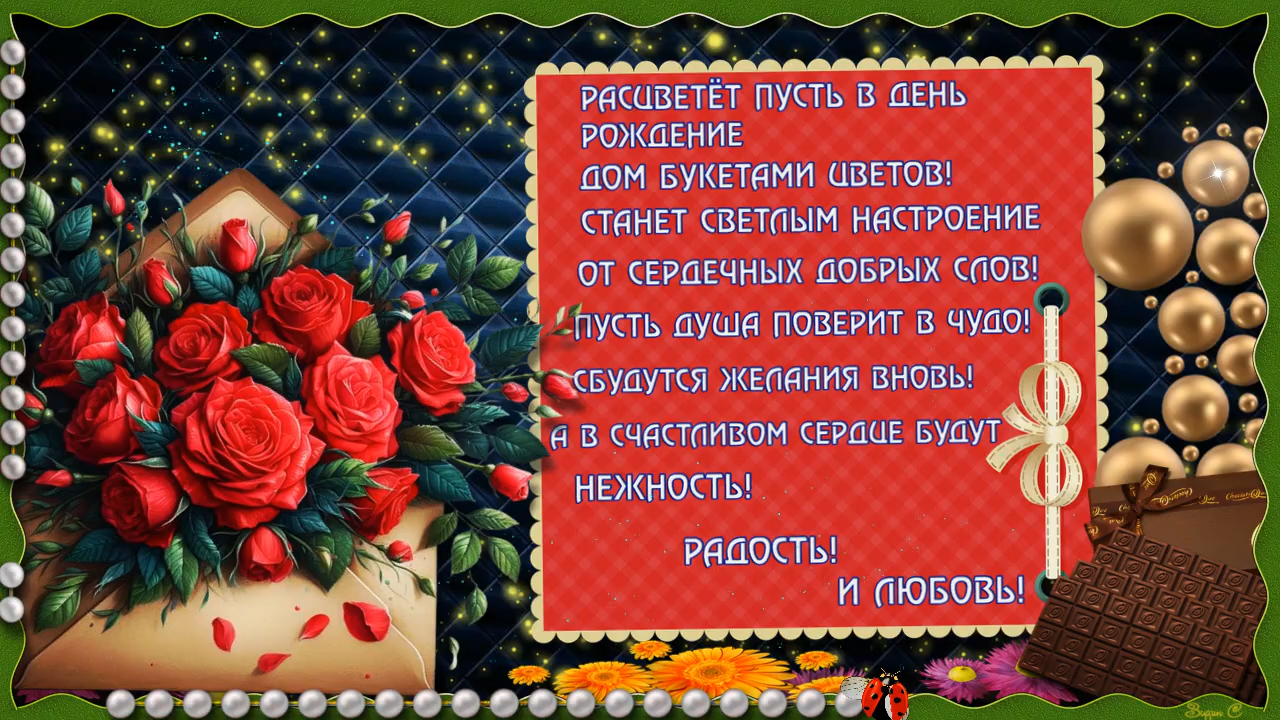 РАСЦВЕТЁТ ПУСТЬ В ДЕНЬ
РОЖДЕНИЕ
ДОМ БУКЕТАМИ ЦВЕТОВ!
СТАНЕТ СВЕТЛЫМ НАСТРОЕНИЕ
ОТ СЕРДЕЧНЫХ ДОБРЫХ СЛОВ!
ПУСТЬ ДУША ПОВЕРИТ В ЧУДО!
СБУДУТСЯ ЖЕЛАНИЯ ВНОВЬ!
А В СЧАСТЛИВОМ СЕРДЦЕ БУДУТ
НЕЖНОСТЬ!
РАДОСТЬ!
И ЛЮБОВЬ!